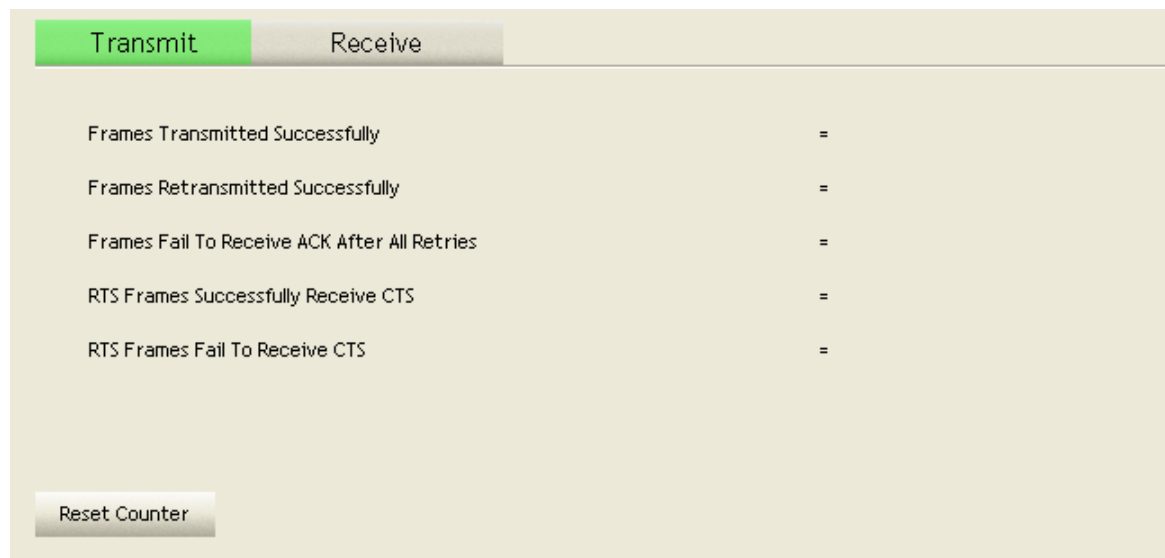 Transmit Receive
Frames Transmitted Successfully =
Frames Retransmitted Successfully =
Frames Fail To Receive ACK After All Retries =
RTS Frames Successfully Receive CTS =
RTS Frames Fail To Receive CTS =
Reset Counter